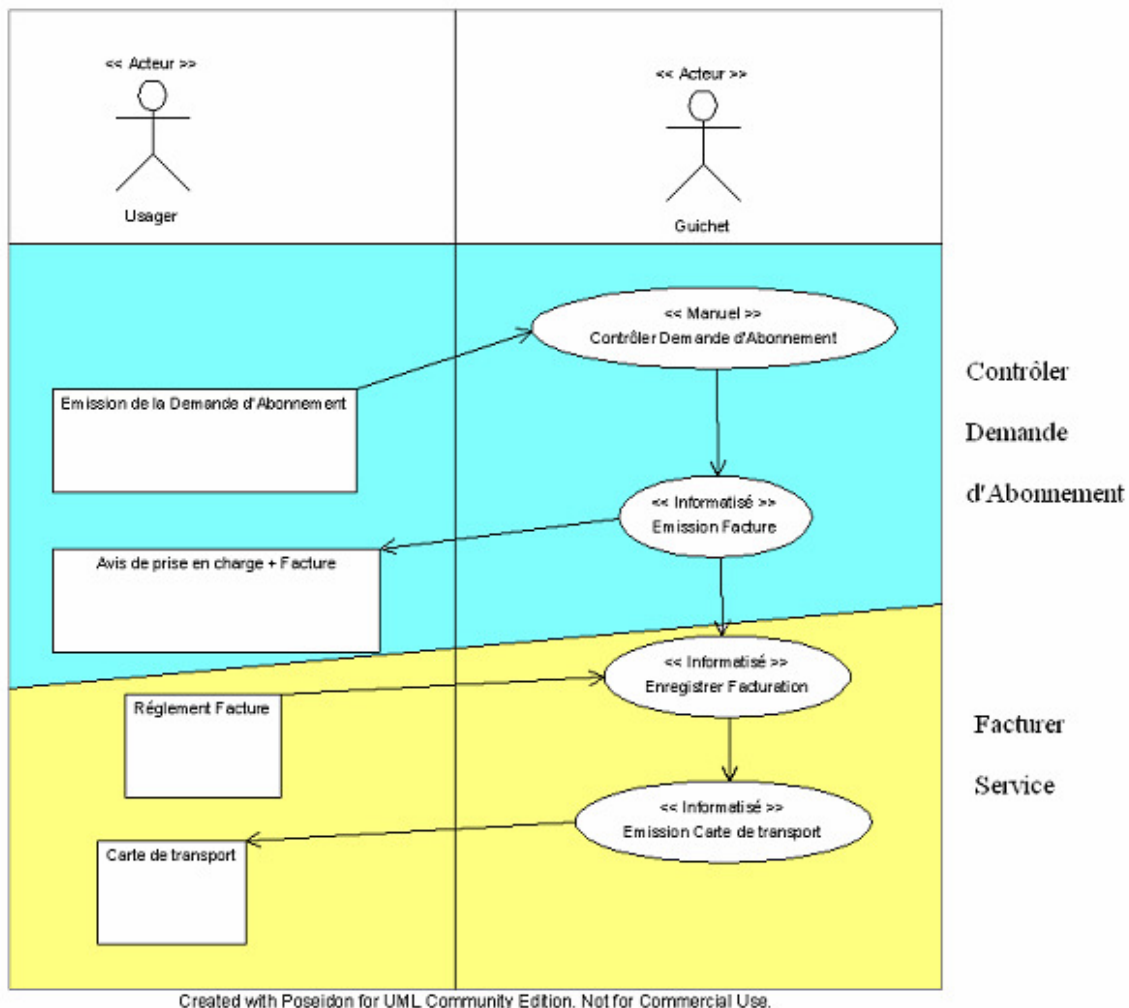 << Acteur >>
Usager
<< Acteur >>
Guichet
<< Manuel >>
Contrôler Demande d'Abonnement
Emission de la Demande d'Abonnement
<< Informatisé >>
Emission Facture
Avis de prise en charge + Facture
Contrôler
Demande
d'Abonnement
<< Informatisé >>
Enregistrer Facturation
Réglement Facture
<< Informatisé >>
Emission Carte de transport
Carte de transport
Facturer
Service
Created with Poseidon for UML Community Edition. Not for Commercial Use.